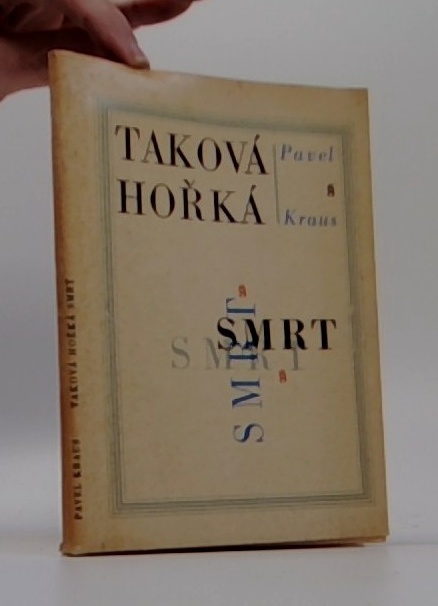 TAKOVÁ
HOŘKÁ
Pavel
Kraus
SMRT
SMRT
SMRT
PAVEL KRAUS TAKOVÁ HOŘKÁ SMRT